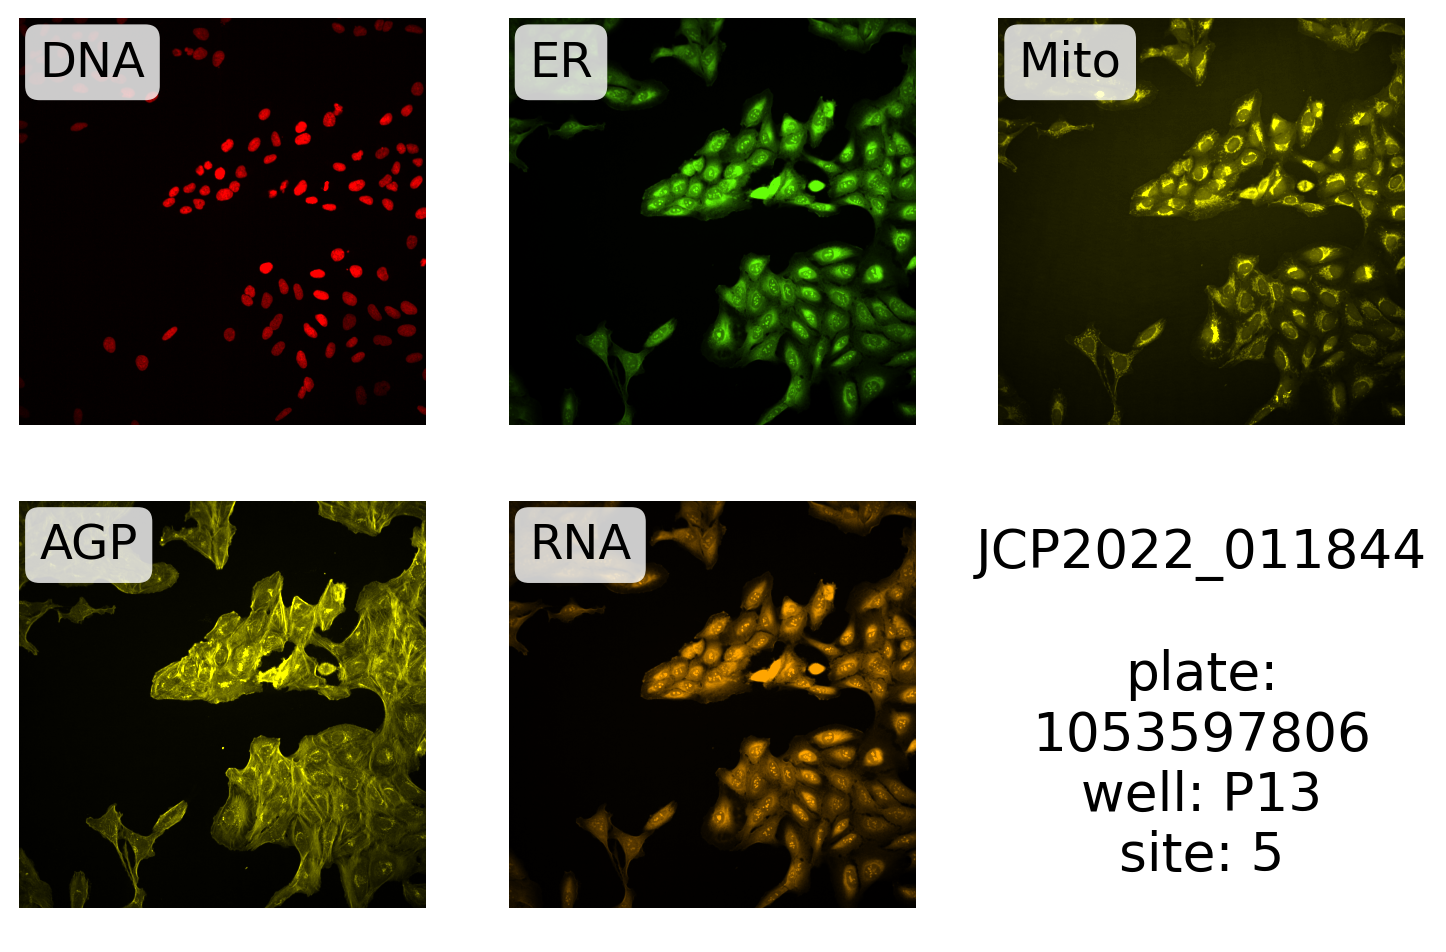 DNA
ER
Mito
AGP
RNA
JCP2022_011844
plate:
1053597806
well: P13
site: 5